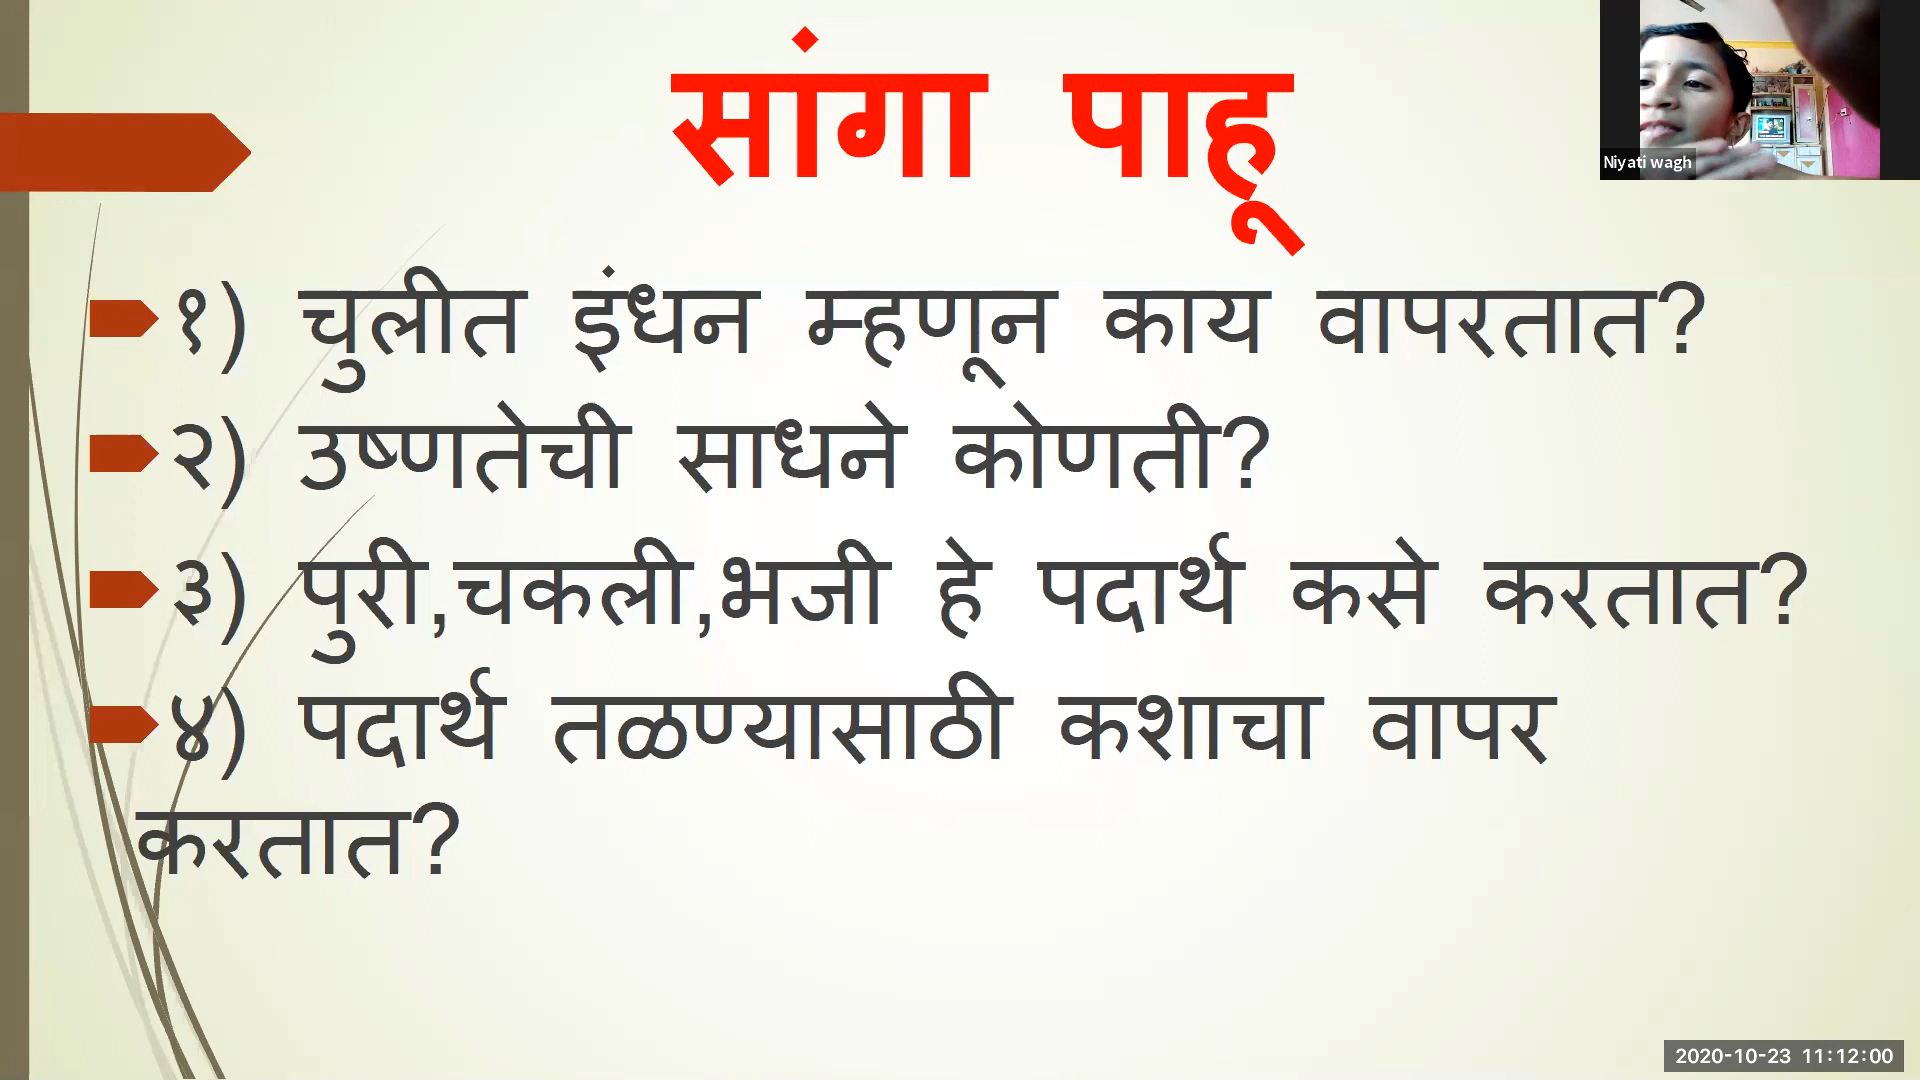 सांगा पाहू
Niyati wagh
१) चुलीत इंधन म्हणून काय वापरतात?
२) उष्णतेची साधने कोणती?
३) पुरी,चकली,भजी हे पदार्थ कसे करतात?
४) पदार्थ तळण्यासाठी कशाचा वापर
करतात?
2020-10-23 11:12:00